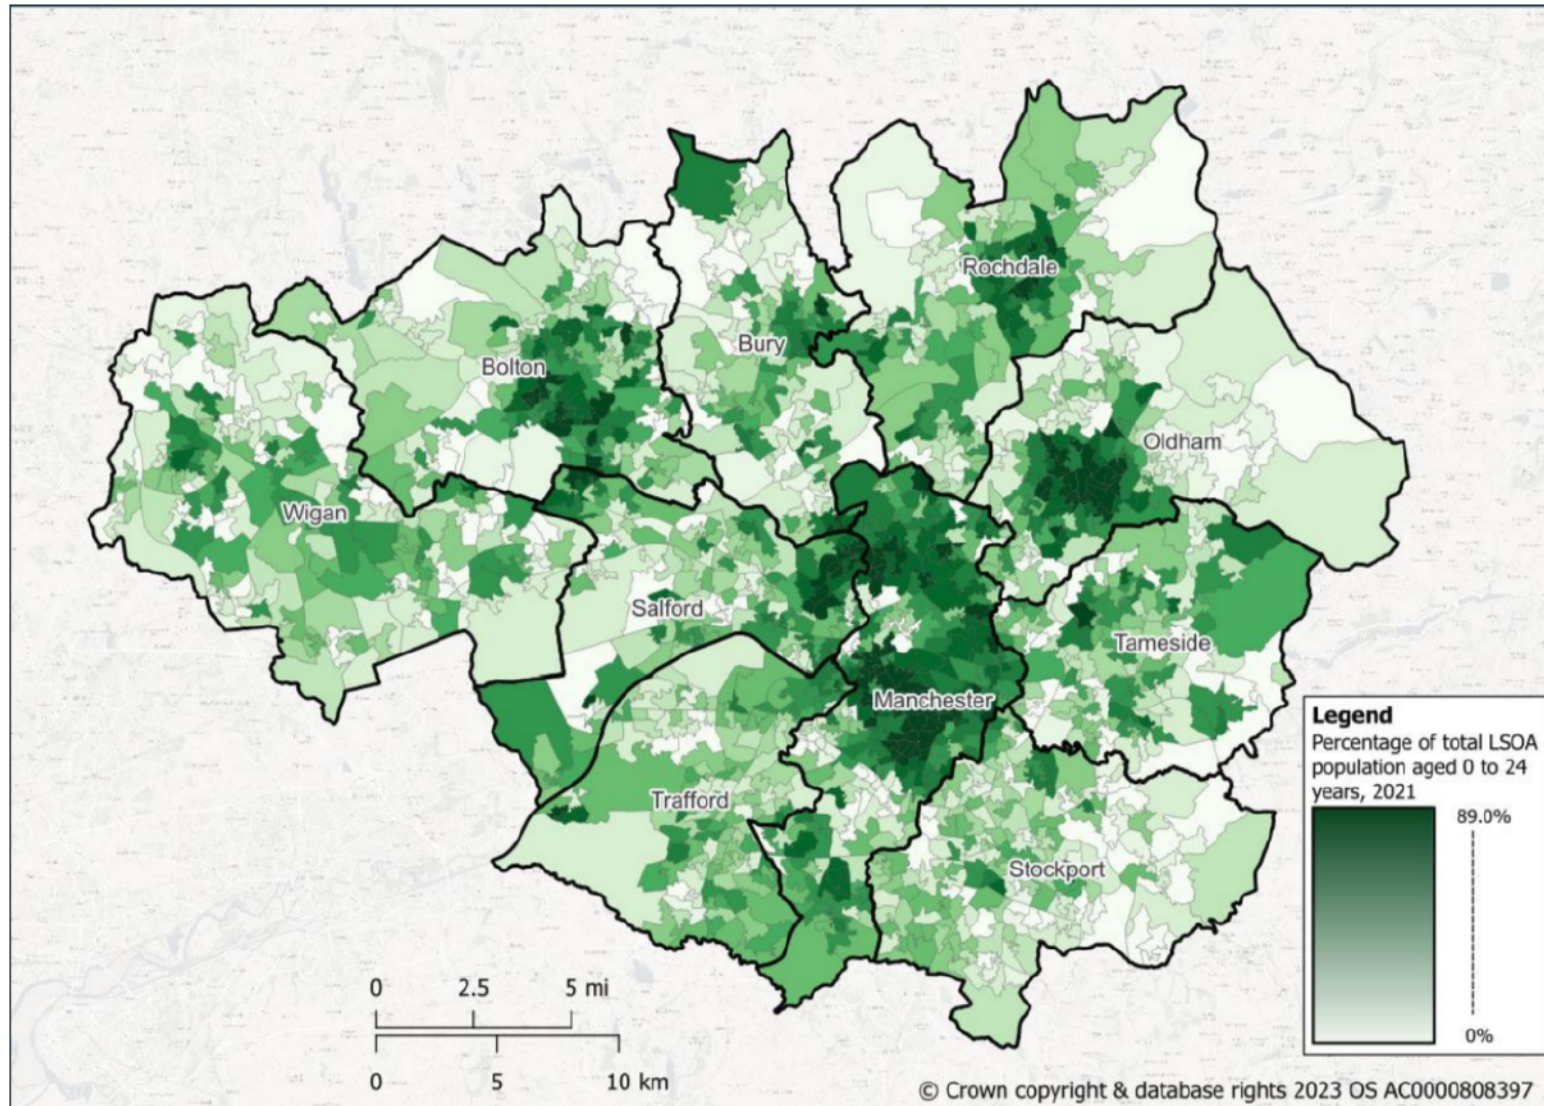 Rochdale
Bury
Bolton
Oldham
Wigan
Salford
Tameside
Manchester
Trafford
Stockport
Legend
Percentage of total LSOA
population aged 0 to 24
years, 2021
89.0%
0%
0 2.5 5 mi
0 5 10 km
© Crown copyright & database rights 2023 OS AC0000808397